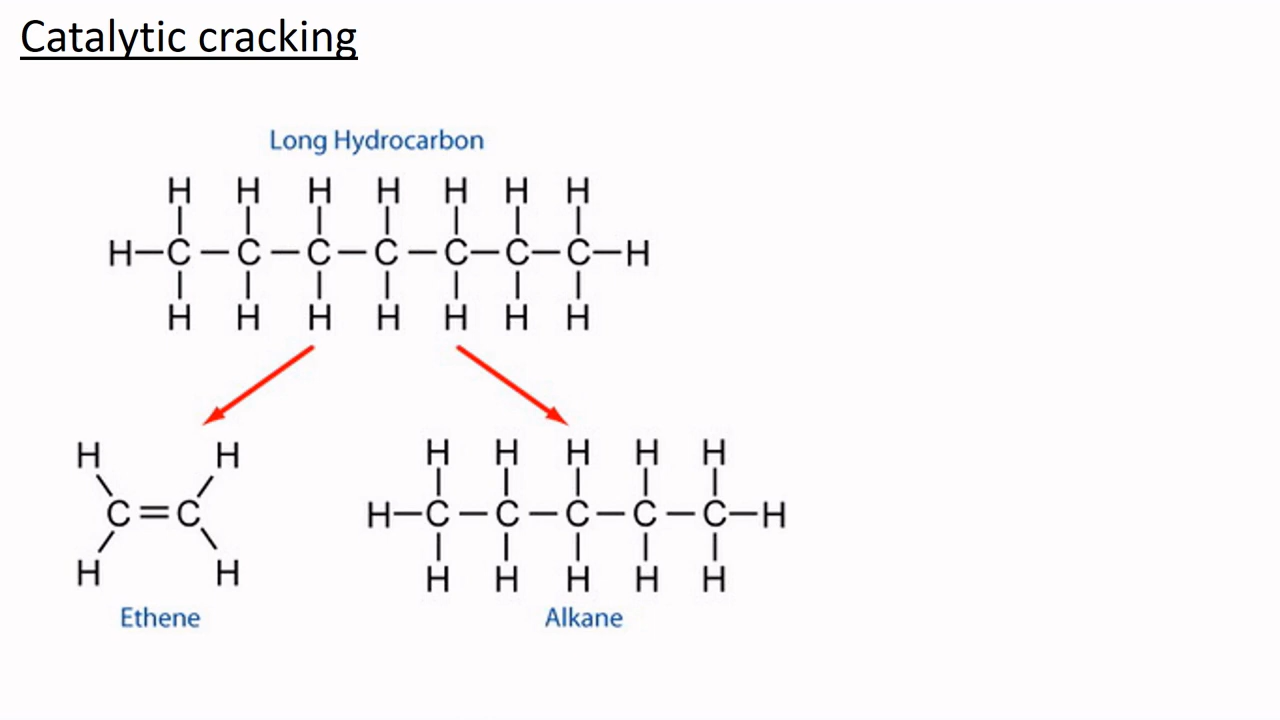 Catalytic cracking
Long Hydrocarbon
H H H H H H H
H–C–C–C–C–C–C–C–H
H H H H H H H
H H
C=C
H H
Ethene
H H H H H
H–C–C–C–C–C–H
H H H H H
Alkane